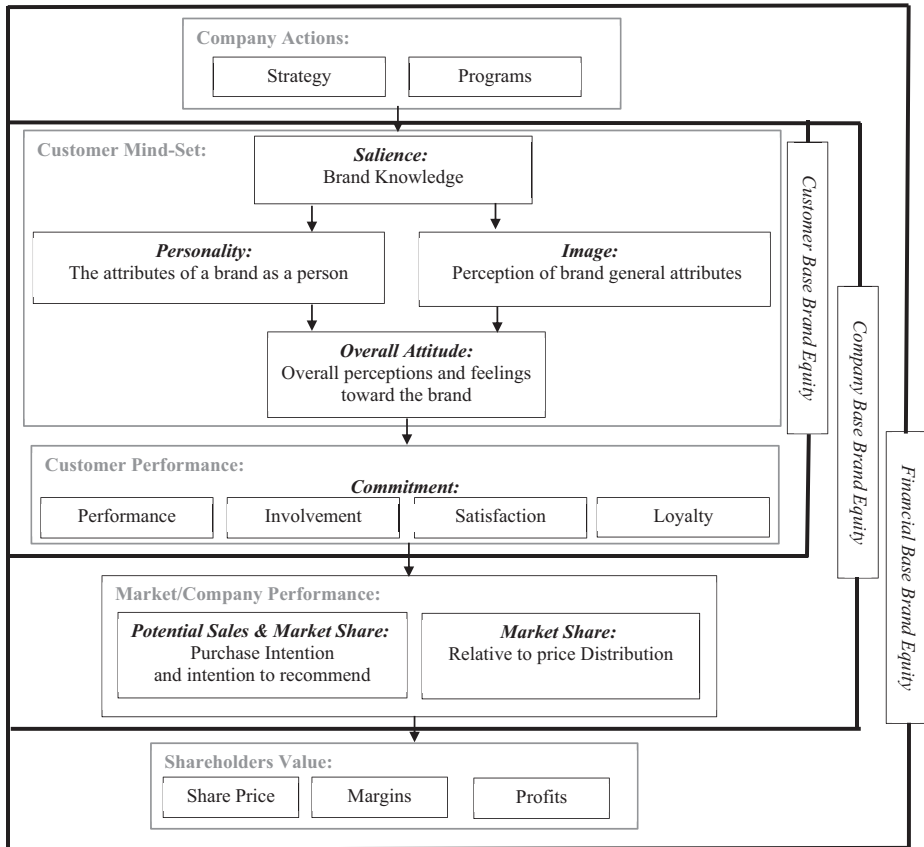 Company Actions:
Strategy
Programs
Customer Mind-Set:
Salience:
Brand Knowledge
Personality:
The attributes of a brand as a person
Image:
Perception of brand general attributes
Overall Attitude:
Overall perceptions and feelings
toward the brand
Customer Performance:
Commitment:
Performance
Involvement
Satisfaction
Loyalty
Market/Company Performance:
Potential Sales & Market Share:
Purchase Intention
and intention to recommend
Market Share:
Relative to price Distribution
Shareholders Value:
Share Price
Margins
Profits
Customer Base Brand Equity
Company Base Brand Equity
Financial Base Brand Equity